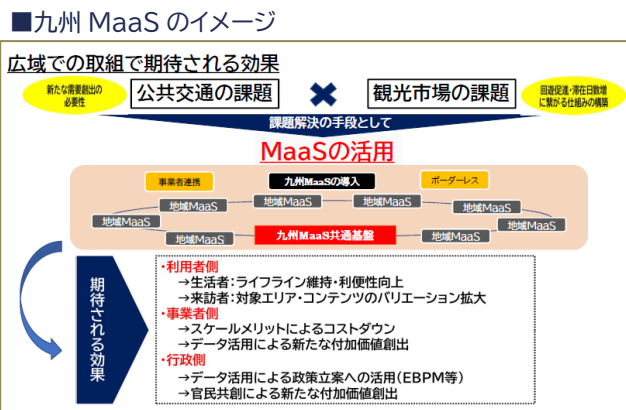 ■九州 MaaS のイメージ
広域での取組で期待される効果
新たな需要創出の
必要性
公共交通の課題
×
観光市場の課題
回遊促進・滞在日数増
に繋がる仕組みの構築
課題解決の手段として
MaaSの活用
事業者連携
九州MaaSの導入
ボーダーレス
地域MaaS
地域MaaS
地域MaaS
地域MaaS
地域MaaS
地域MaaS
地域MaaS
九州MaaS共通基盤
地域MaaS
期待される効果
・利用者側
→生活者：ライフライン維持・利便性向上
→来訪者：対象エリア・コンテンツのバリエーション拡大
・事業者側
→スケールメリットによるコストダウン
→データ活用による新たな付加価値創出
・行政側
→データ活用による政策立案への活用（EBPM等）
→官民共創による新たな付加価値創出